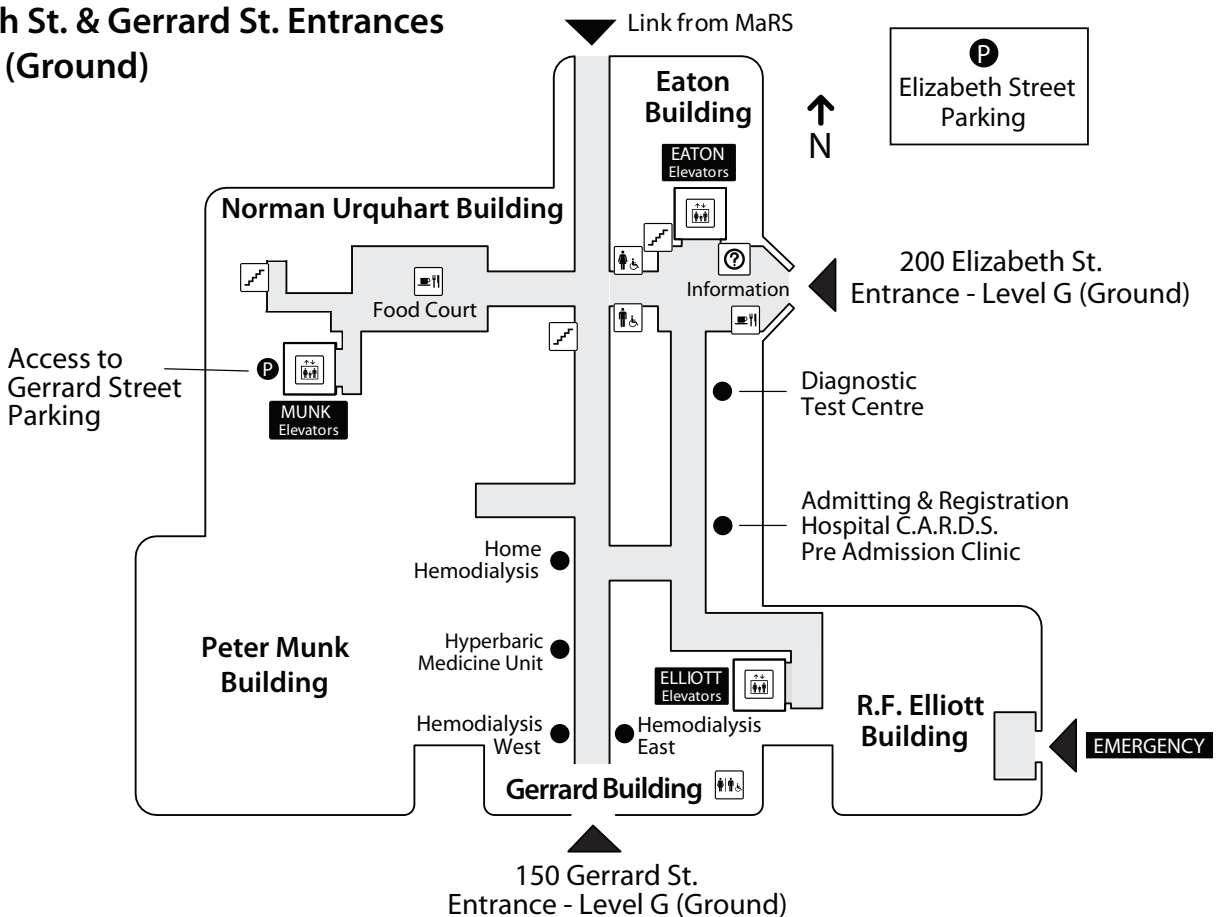 h St. & Gerrard St. Entrances
(Ground)
Link from MaRS
P
Elizabeth Street
Parking
Eaton
Building
N
EATON
Elevators
Norman Urquhart Building
?
Information
200 Elizabeth St.
Entrance - Level G (Ground)
Food Court
Access to
Gerrard Street
Parking
P
MUNK
Elevators
Diagnostic
Test Centre
Admitting & Registration
Hospital C.A.R.D.S.
Pre Admission Clinic
Home
Hemodialysis
Peter Munk
Building
Hyperbaric
Medicine Unit
ELLIOTT
Elevators
R.F. Elliott
Building
Hemodialysis
West
Hemodialysis
East
EMERGENCY
Gerrard Building
150 Gerrard St.
Entrance - Level G (Ground)